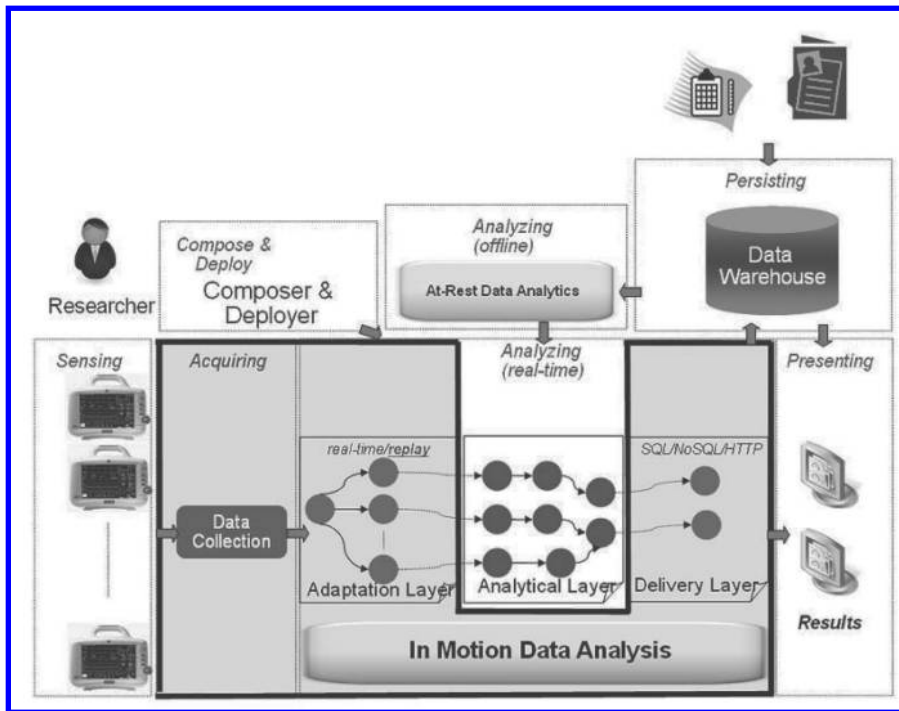 Persisting
Data
Warehouse
Analyzing
(offline)
At-Rest Data Analytics
Compose &
Deploy
Composer &
Deployer
Researcher
Sensing
Acquiring
Analyzing
(real-time)
Presenting
real-time/replay
SQL/NoSQL/HTTP
Data
Collection
Adaptation Layer
Analytical Layer
Delivery Layer
Results
In Motion Data Analysis